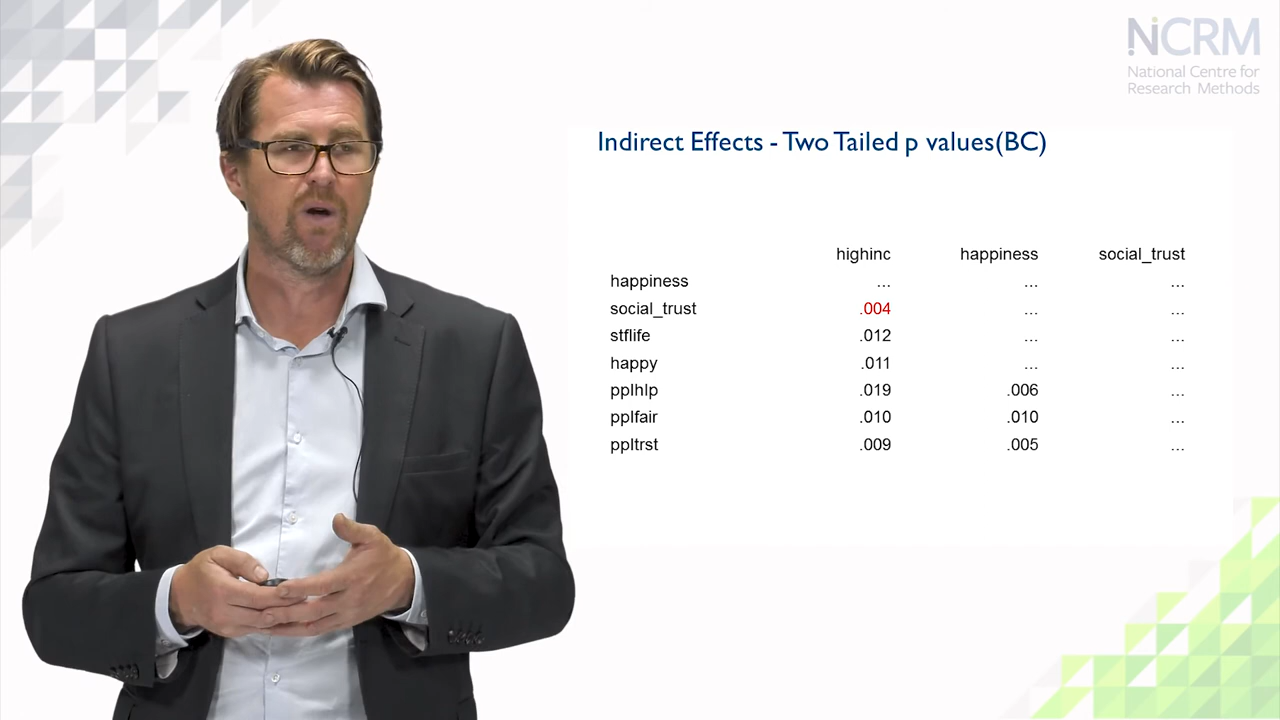 NCRM
National Centre for
Research Methods
Indirect Effects - Two Tailed p values(BC)
highinc happiness social_trust
happiness ... ... ...
social_trust .004 ... ...
stflife .012 ... ...
happy .011 ... ...
pplhlp .019 .006 ...
pplfair .010 .010 ...
ppltrst .009 .005 ...